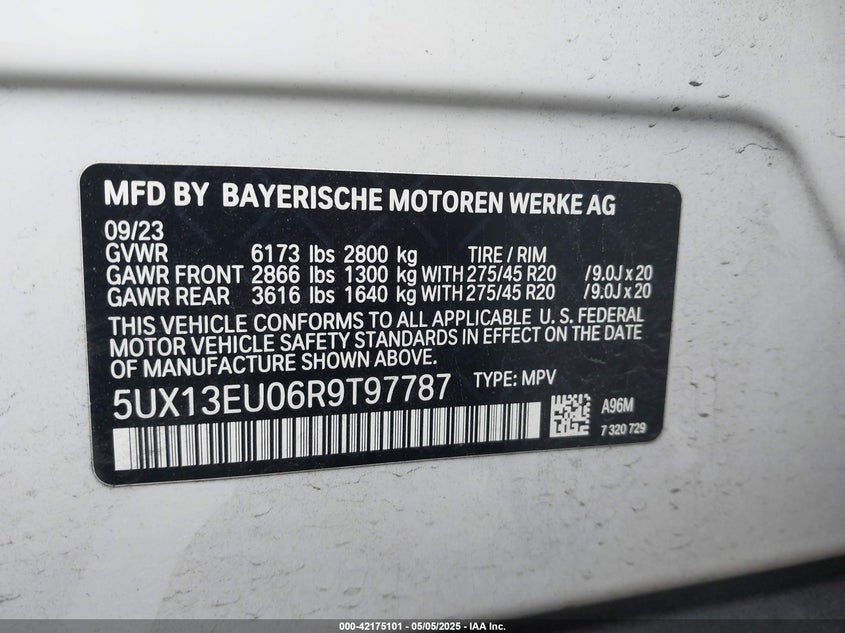 MFD BY BAYERISCHE MOTOREN WERKE AG
09/23
GVWR 6173 lbs 2800 kg TIRE / RIM
GAWR FRONT 2866 lbs 1300 kg WITH 275/45 R20 /9.0J x 20
GAWR REAR 3616 lbs 1640 kg WITH 275/45 R20 /9.0J x 20
THIS VEHICLE CONFORMS TO ALL APPLICABLE U. S. FEDERAL
MOTOR VEHICLE SAFETY STANDARDS IN EFFECT ON THE DATE
OF MANUFACTURE SHOWN ABOVE.
5UX13EU06R9T97787 TYPE: MPV
A96M
7 320 729
000-42175101 - 05/05/2025 - IAA Inc.